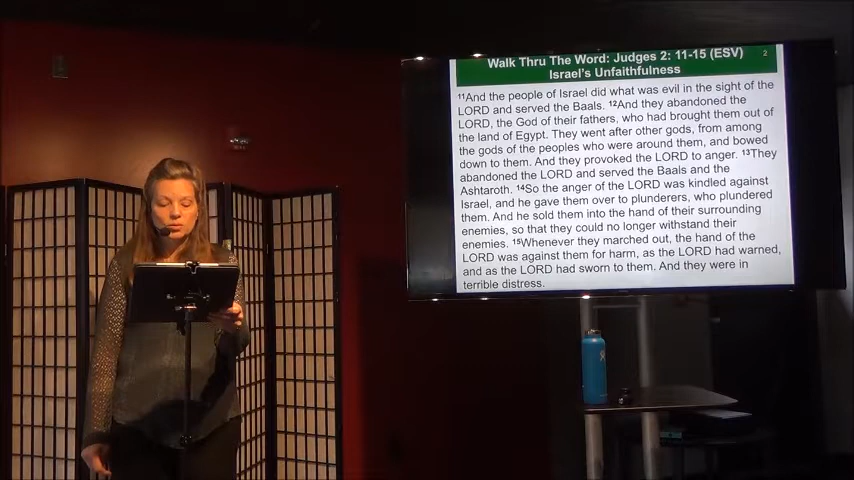 Walk Thru The Word: Judges 2: 11-15 (ESV)
2
Israel's Unfaithfulness
¹¹And the people of Israel did what was evil in the sight of the
LORD and served the Baals. ¹²And they abandoned the
LORD, the God of their fathers, who had brought them out of
the land of Egypt. They went after other gods, from among
the gods of the peoples who were around them, and bowed
down to them. And they provoked the LORD to anger. ¹³They
abandoned the LORD and served the Baals and the
Ashtaroth. ¹⁴So the anger of the LORD was kindled against
Israel, and he gave them over to plunderers, who plundered
them. And he sold them into the hand of their surrounding
enemies, so that they could no longer withstand their
enemies. ¹⁵Whenever they marched out, the hand of the
LORD was against them for harm, as the LORD had warned,
and as the LORD had sworn to them. And they were in
terrible distress.